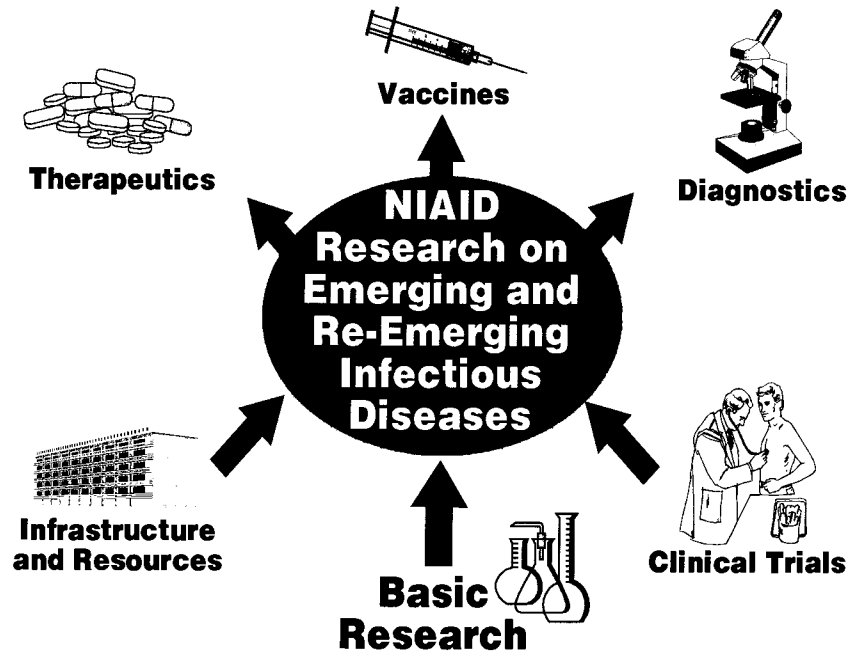 Vaccines
Therapeutics
Diagnostics
NIAID
Research on
Emerging and
Re-Emerging
Infectious
Diseases
Infrastructure
and Resources
Basic
Research
Clinical Trials